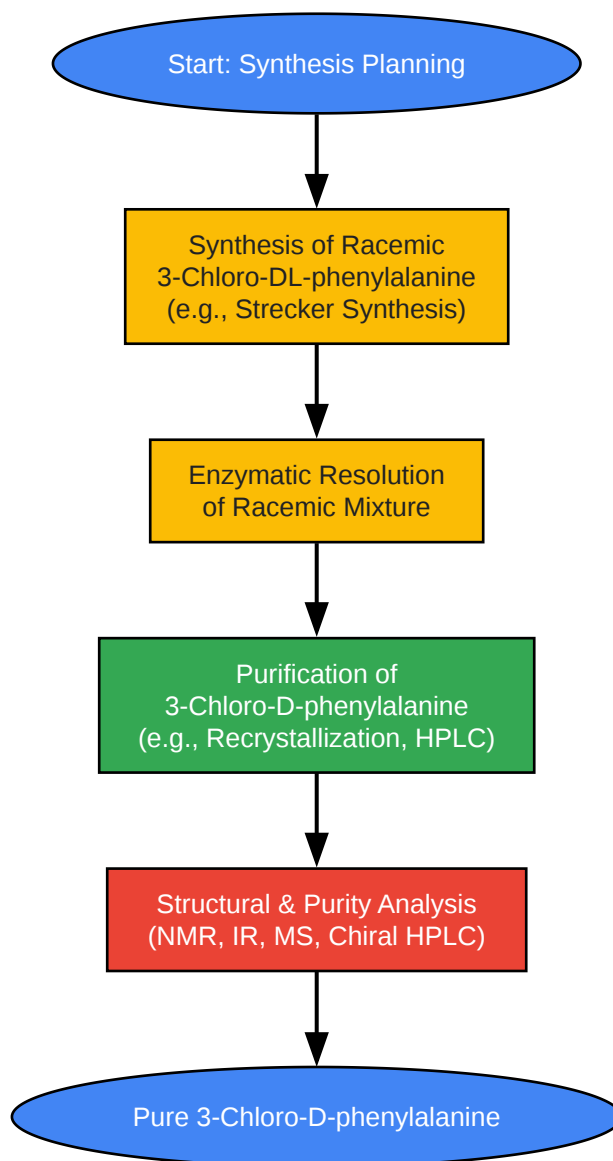 Start: Synthesis Planning
Synthesis of Racemic
3-Chloro-DL-phenylalanine
(e.g., Strecker Synthesis)
Enzymatic Resolution
of Racemic Mixture
Purification of
3-Chloro-D-phenylalanine
(e.g., Recrystallization, HPLC)
Structural & Purity Analysis
(NMR, IR, MS, Chiral HPLC)
Pure 3-Chloro-D-phenylalanine